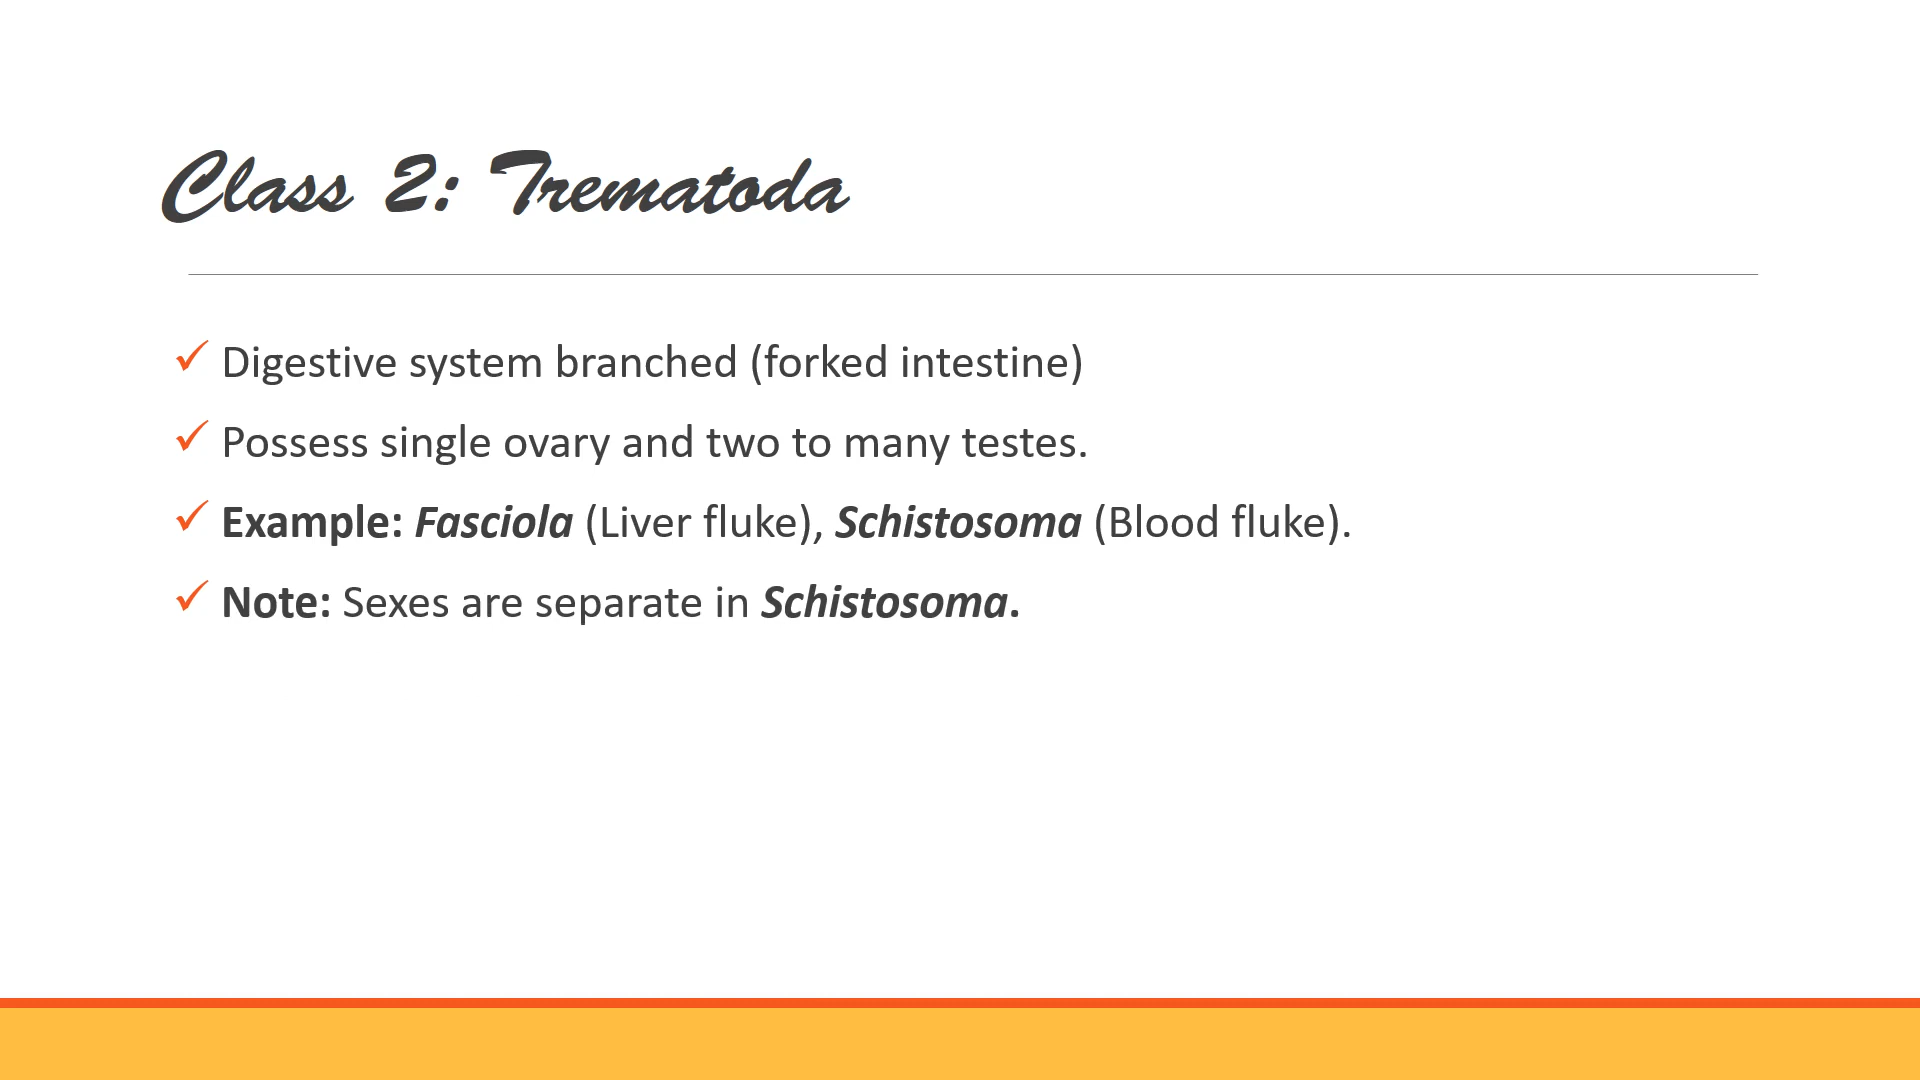 Class 2: Trematoda
✓ Digestive system branched (forked intestine)
✓ Possess single ovary and two to many testes.
✓ Example: Fasciola (Liver fluke), Schistosoma (Blood fluke).
✓ Note: Sexes are separate in Schistosoma.